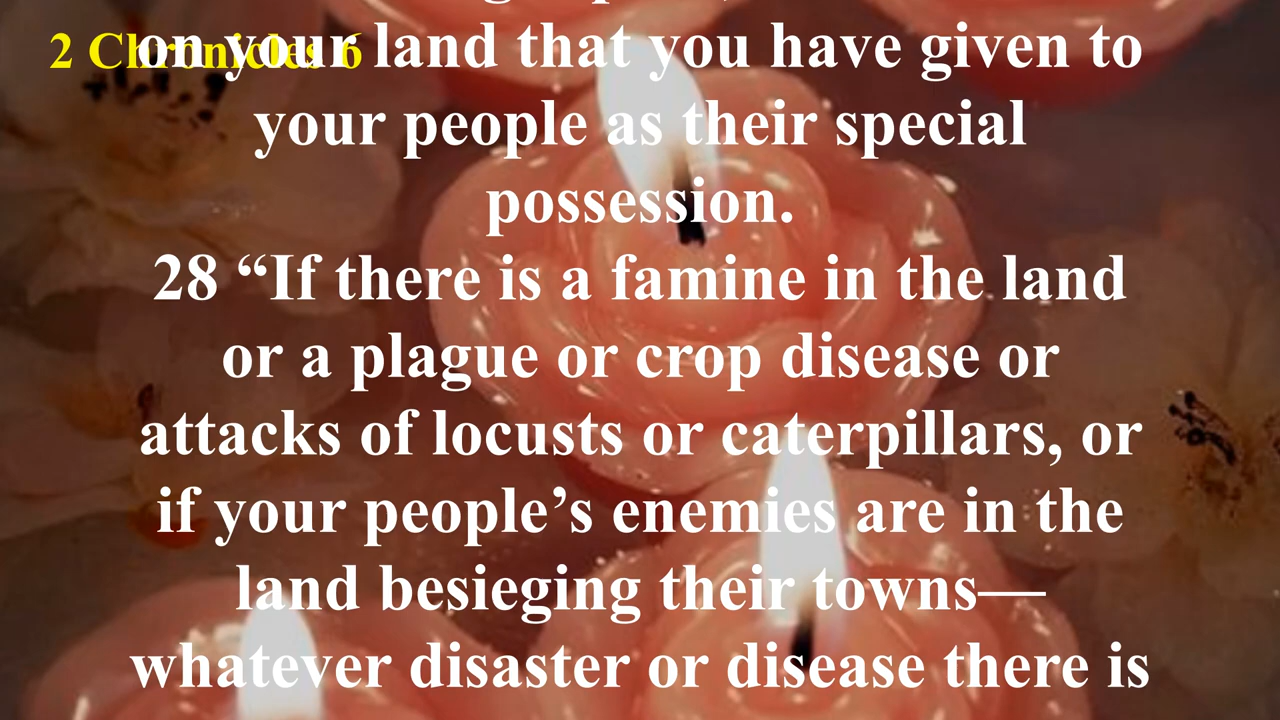 2 Chronicles 6
on your land that you have given to
your people as their special
possession.
28 “If there is a famine in the land
or a plague or crop disease or
attacks of locusts or caterpillars, or
if your people’s enemies are in the
land besieging their towns—
whatever disaster or disease there is